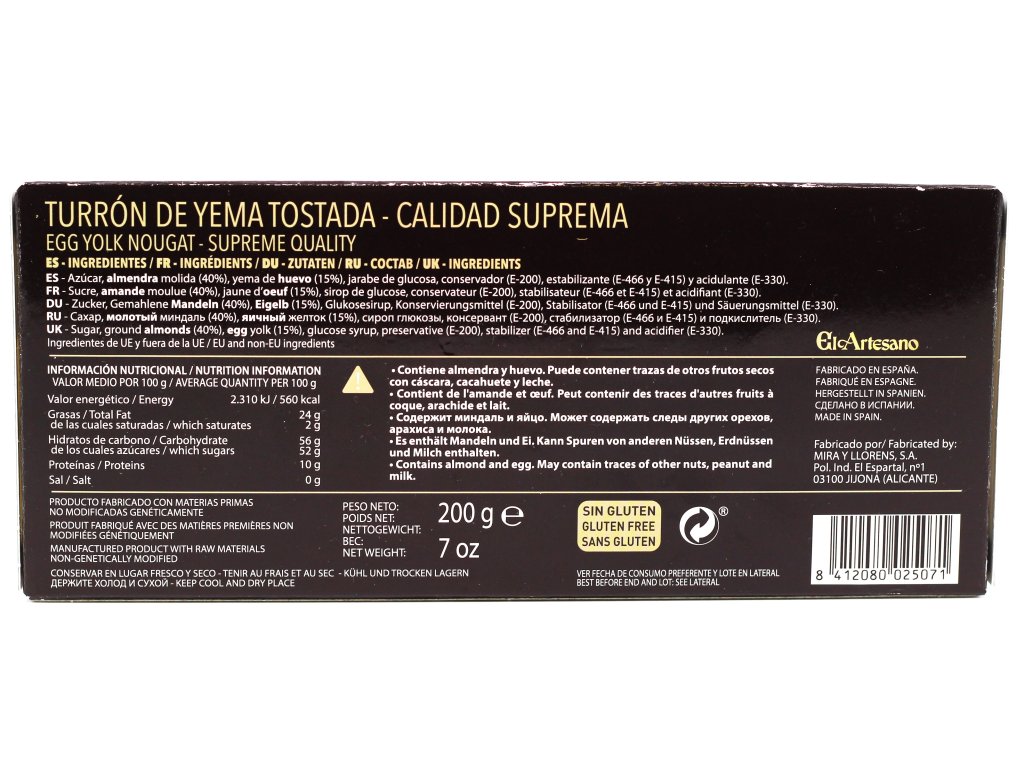 TURRÓN DE YEMA TOSTADA - CALIDAD SUPREMA
EGG YOLK NOUGAT - SUPREME QUALITY
ES - INGREDIENTES / FR - INGRÉDIENTS / DU - ZUTATEN / RU - COCTAB / UK - INGREDIENTS
ES - Azúcar, almendra molida (40%), yema de huevo (15%), jarabe de glucosa, conservador (E-200), estabilizante (E-466 y E-415) y acidulante (E-330).
FR - Sucre, amande moulue (40%), jaune d'oeuf (15%), sirop de glucose, conservateur (E-200), stabilisateur (E-466 et E-415) et acidifiant (E-330).
DU - Zucker, Gemahlene Mandeln (40%), Eigelb (15%), Glukosesirup, Konservierungsmittel (E-200), Stabilisator (E-466 und E-415) und Säuerungsmittel (E-330).
RU - Сахар, молотый миндаль (40%), яичный желток (15%), сироп глюкозы, консервант (E-200), стабилизатор (E-466 и E-415) и подкислитель (E-330).
UK - Sugar, ground almonds (40%), egg yolk (15%), glucose syrup, preservative (E-200), stabilizer (E-466 and E-415) and acidifier (E-330).
Ingredientes de UE y fuera de la UE / EU and non-EU ingredients
El Artesano
INFORMACIÓN NUTRICIONAL / NUTRITION INFORMATION
VALOR MEDIO POR 100 g / AVERAGE QUANTITY PER 100 g
Valor energético / Energy 2.310 kJ / 560 kcal
Grasas / Total Fat 24 g
de las cuales saturadas / which saturates 2 g
Hidratos de carbono / Carbohydrate 56 g
de los cuales azúcares / which sugars 52 g
Proteínas / Proteins 10 g
Sal / Salt 0 g
• Contiene almendra y huevo. Puede contener trazas de otros frutos secos
con cáscara, cacahuete y leche.
• Contient de l'amande et œuf. Peut contenir des traces d'autres fruits à
coque, arachide et lait.
• Содержит миндаль и яйцо. Может содержать следы других орехов,
арахиса и молока.
• Es enthält Mandeln und Ei. Kann Spuren von anderen Nüssen, Erdnüssen
und Milch enthalten.
• Contains almond and egg. May contain traces of other nuts, peanut and
milk.
FABRICADO EN ESPAÑA.
FABRIQUÉ EN ESPAGNE.
HERGESTELLT IN SPANIEN.
СДЕЛАНО В ИСПАНИИ.
MADE IN SPAIN.
Fabricado por/ Fabricated by:
MIRA Y LLORENS, S.A.
Pol. Ind. El Espartal, nº1
03100 JIJONA (ALICANTE)
PRODUCTO FABRICADO CON MATERIAS PRIMAS
NO MODIFICADAS GENÉTICAMENTE
PRODUIT FABRIQUÉ AVEC DES MATIÈRES PREMIÈRES NON
MODIFIÉES GÉNÉTIQUEMENT
MANUFACTURED PRODUCT WITH RAW MATERIALS
NON-GENETICALLY MODIFIED
CONSERVAR EN LUGAR FRESCO Y SECO - TENIR AU FRAIS ET AU SEC - KÜHL UND TROCKEN LAGERN
ДЕРЖИТЕ ХОЛОД И СУХОЙ - KEEP COOL AND DRY PLACE
PESO NETO:
POIDS NET:
NETTOGEWICHT:
ВЕС:
NET WEIGHT:
200 g e
7 oz
SIN GLUTEN
GLUTEN FREE
SANS GLUTEN
®
VER FECHA DE CONSUMO PREFERENTE Y LOTE EN LATERAL
BEST BEFORE END AND LOT: SEE LATERAL
8 412080 025071